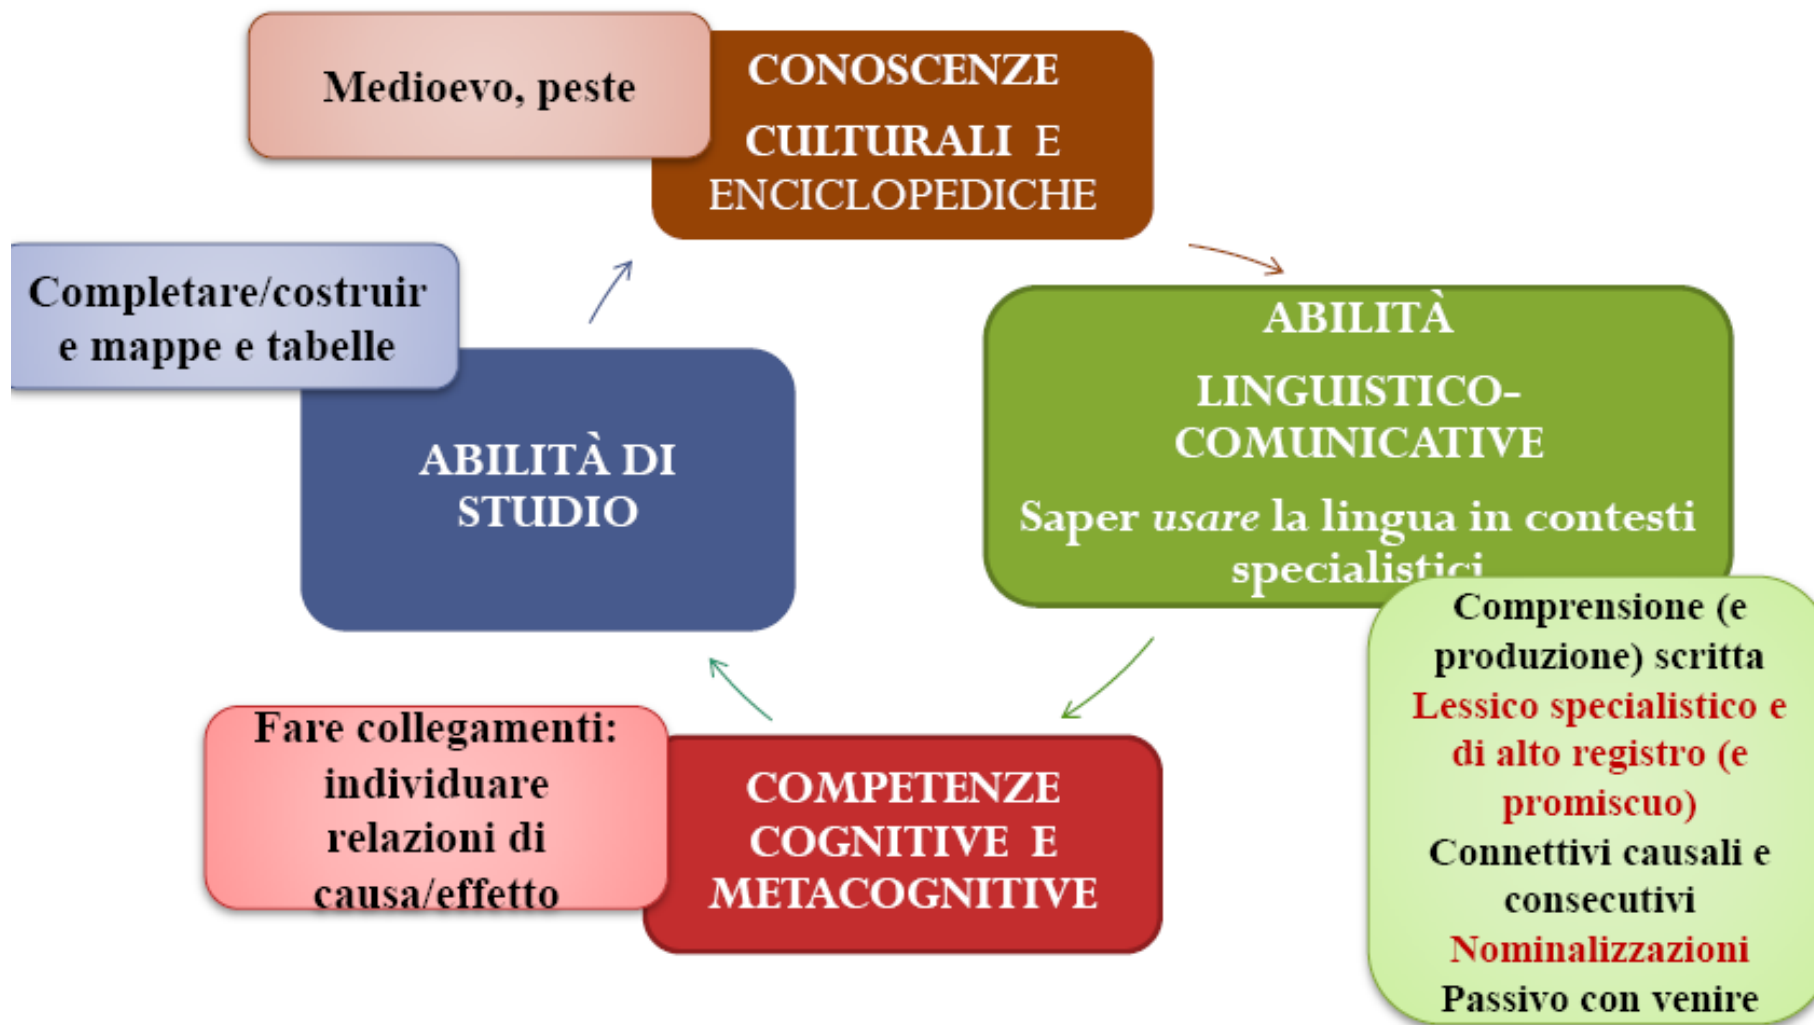 Medioevo, peste
CONOSCENZE
CULTURALI E
ENCICLOPEDICHE
Completare/costruir
e mappe e tabelle
ABILITÀ DI
STUDIO
ABILITÀ
LINGUISTICO-
COMUNICATIVE
Saper usare la lingua in contesti
specialistici
Comprensione (e
produzione) scritta
Lessico specialistico e
di alto registro (e
promiscuo)
Connettivi causali e
consecutivi
Nominalizzazioni
Passivo con venire
Fare collegamenti:
individuare
relazioni di
causa/effetto
COMPETENZE
COGNITIVE E
METACOGNITIVE